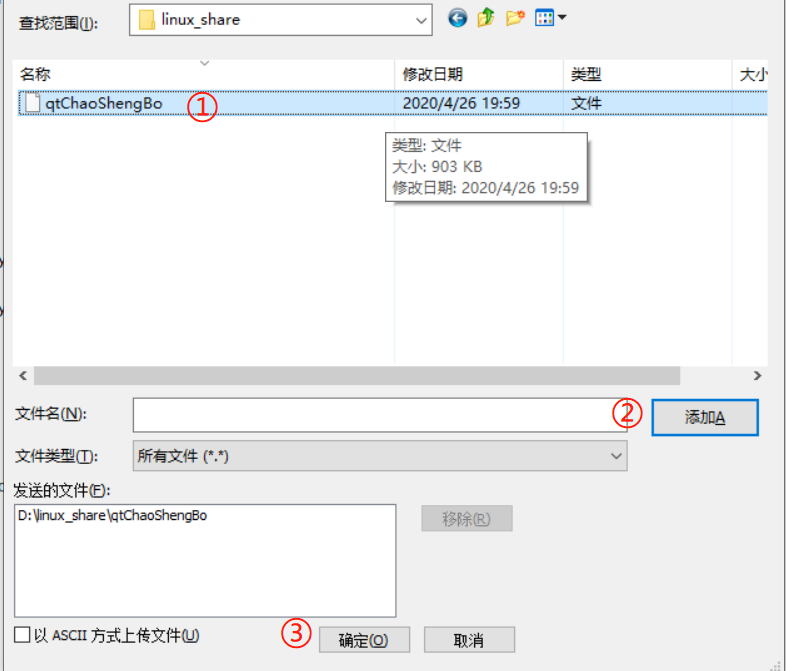 查找范围(I): linux_share
名称 修改日期 类型 大小
qtChaoShengBo ① 2020/4/26 19:59 文件
类型: 文件
大小: 903 KB
修改日期: 2020/4/26 19:59
文件名(N): ② 添加A
文件类型(T): 所有文件 (*.*)
发送的文件(F):
D:\linux_share\qtChaoShengBo
移除(R)
以 ASCII 方式上传文件(U) ③ 确定(O) 取消